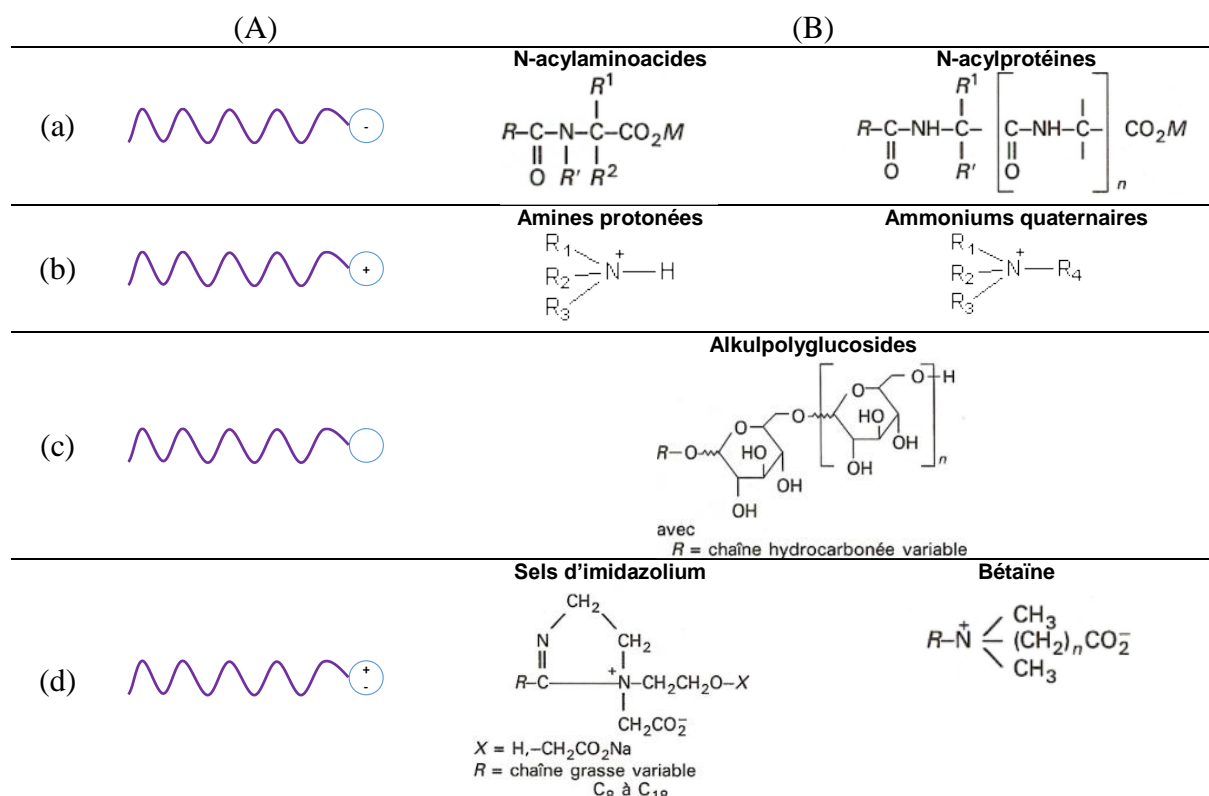 (A) (B)
N-acylaminoacides N-acylprotéines
(a) -
R1 R1
R–C–N–C–CO2M R–C–NH–C– C–NH–C– CO2M
O R' R2 O R' O n
Amines protonées Ammoniums quaternaires
(b) +
R1 + R1 +
R2 N H R2 N R4
R3 R3
Alkulpolyglucosides
(c)
O H
O
O HO
R–O O HO OH
OH n
OH
OH
avec
R = chaîne hydrocarbonée variable
Sels d'imidazolium Bétaïne
(d) + -
CH2
N CH2
R–C + N–CH2CH2O–X
CH2CO2-
R–N+ CH3
(CH2)nCO2-
CH3
X = H,–CH2CO2Na
R = chaîne grasse variable
C8 à C18